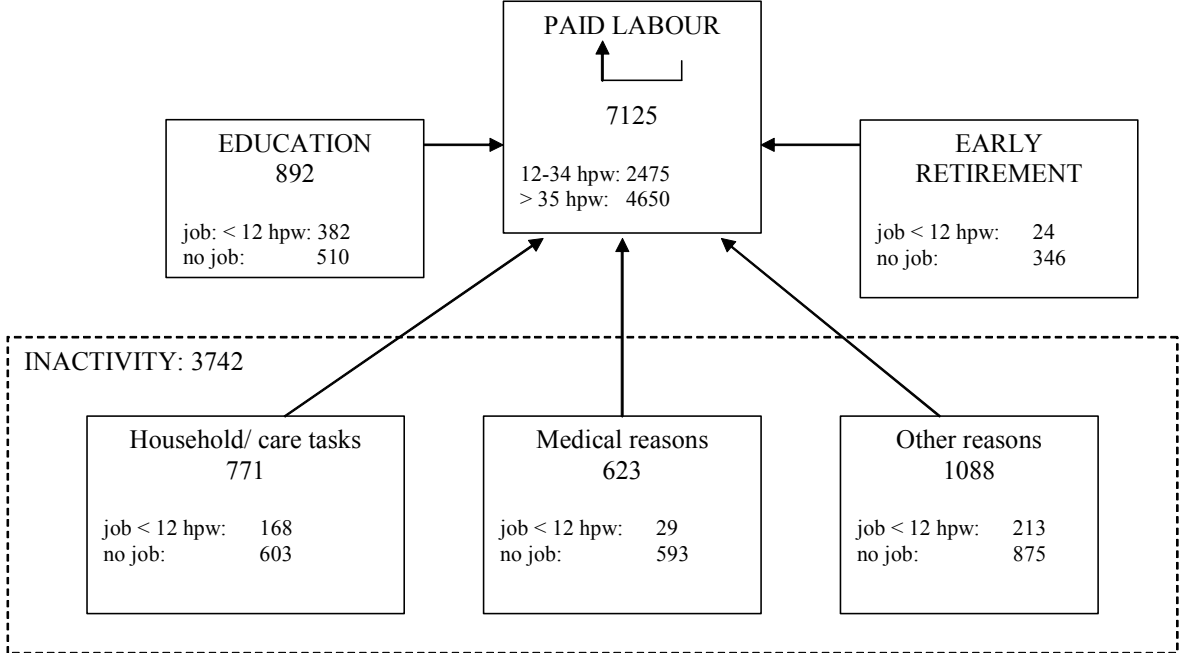 PAID LABOUR
7125
12-34 hpw: 2475
> 35 hpw: 4650
EDUCATION
892
job: < 12 hpw: 382
no job: 510
EARLY
RETIREMENT
job < 12 hpw: 24
no job: 346
INACTIVITY: 3742
Household/ care tasks
771
job < 12 hpw: 168
no job: 603
Medical reasons
623
job < 12 hpw: 29
no job: 593
Other reasons
1088
job < 12 hpw: 213
no job: 875